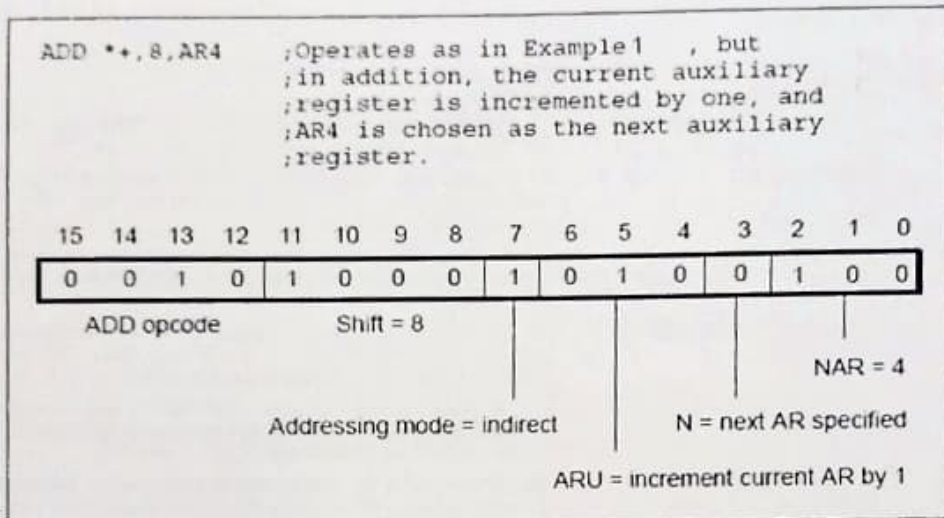 ADD *+,8,AR4 ;Operates as in Example1 , but
;in addition, the current auxiliary
;register is incremented by one, and
;AR4 is chosen as the next auxiliary
;register.
15 14 13 12 11 10 9 8 7 6 5 4 3 2 1 0
0 0 1 0 1 0 0 0 1 0 1 0 0 1 0 0
ADD opcode Shift = 8
NAR = 4
Addressing mode = indirect N = next AR specified
ARU = increment current AR by 1